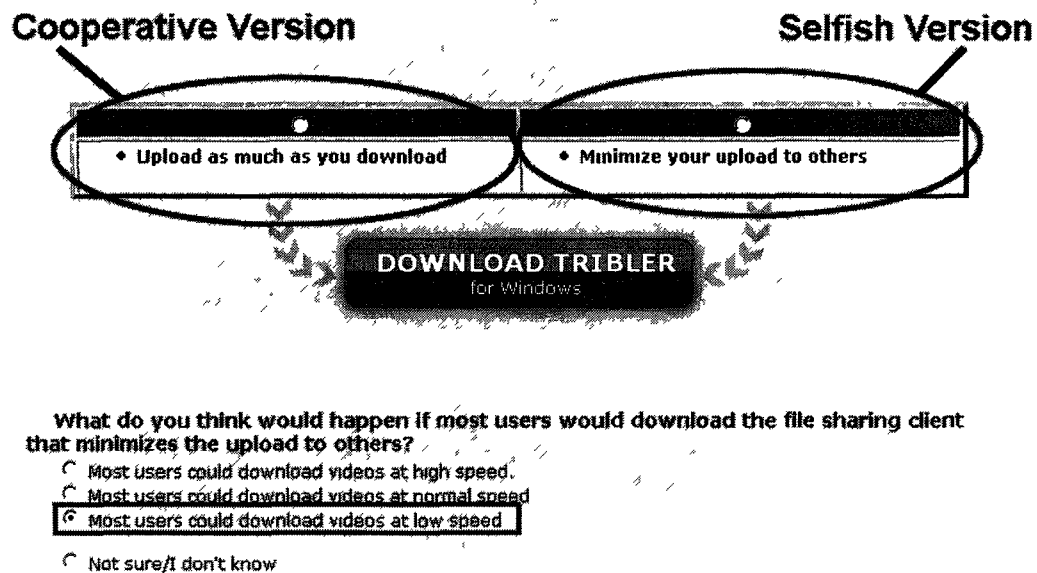 Cooperative Version
Selfish Version
• Upload as much as you download
• Minimize your upload to others
DOWNLOAD TRIBLER
for Windows
What do you think would happen if most users would download the file sharing client
that minimizes the upload to others?
Most users could download videos at high speed.
Most users could download videos at normal speed
Most users could download videos at low speed
Not sure/I don't know